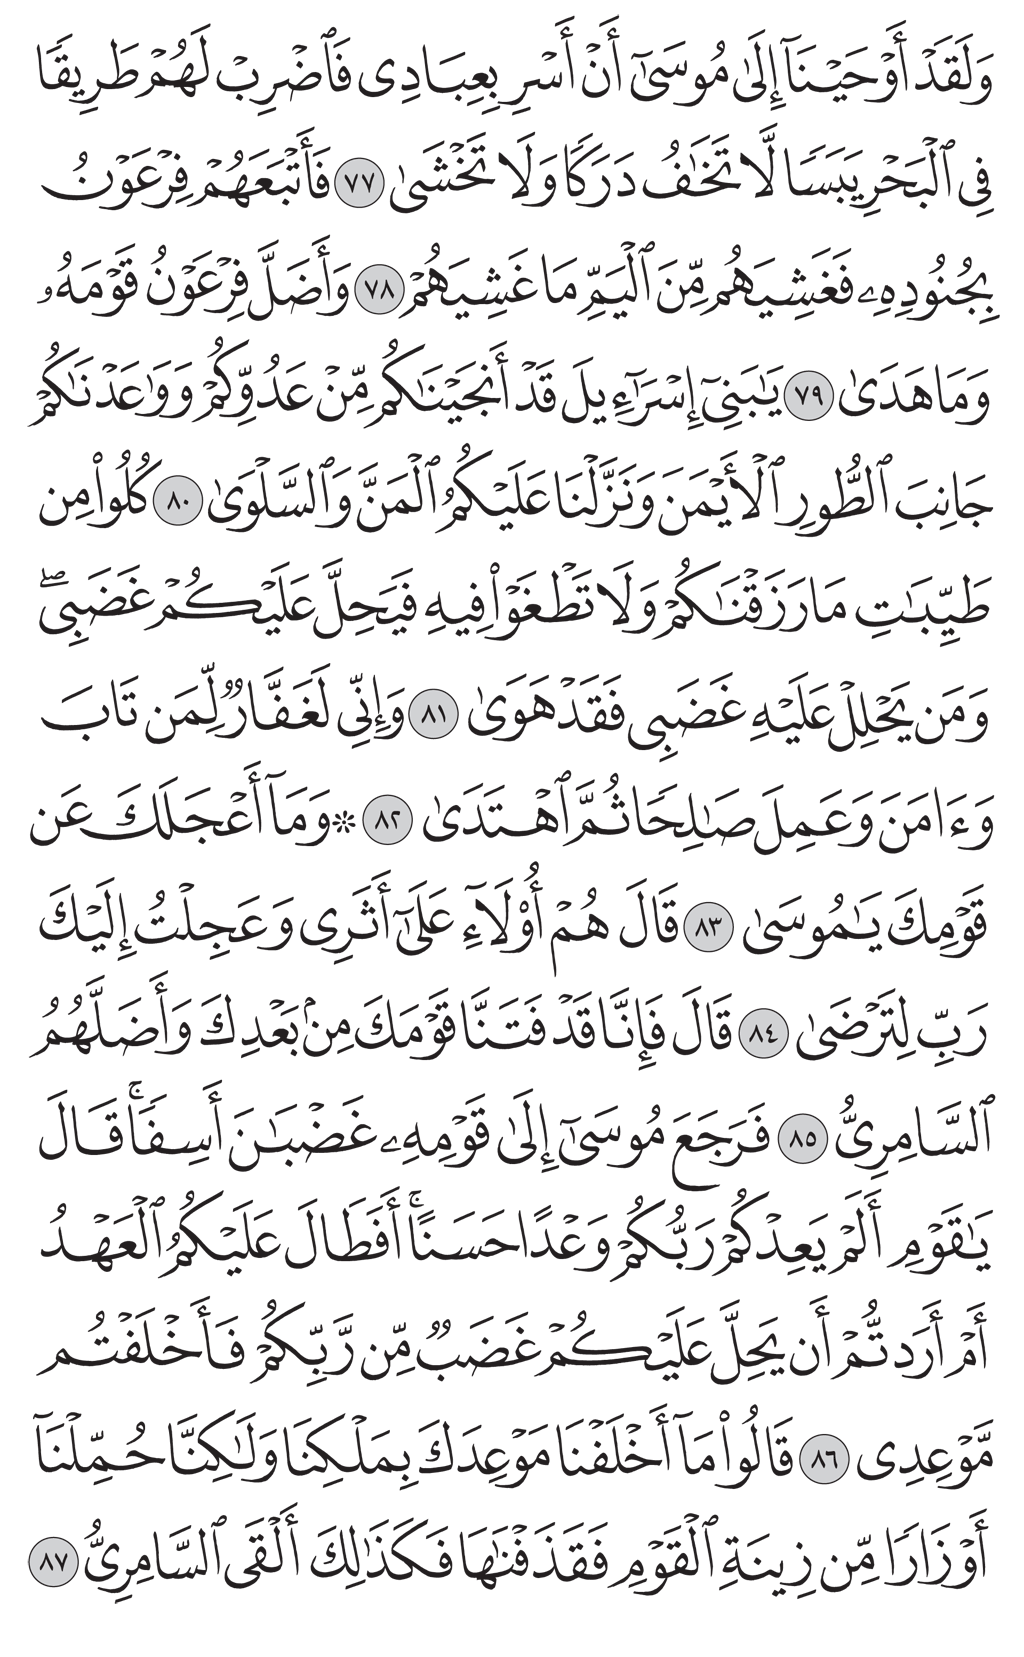 وَلَقَدۡ أَوۡحَيۡنَآ إِلَىٰ مُوسَىٰٓ أَنۡ أَسۡرِ بِعِبَادِي فَٱضۡرِبۡ لَهُمۡ طَرِيقٗا
فِي ٱلۡبَحۡرِ يَبَسٗا لَّا تَخَٰفُ دَرَكٗا وَلَا تَخۡشَىٰ ٧٧ فَأَتۡبَعَهُمۡ فِرۡعَوۡنُ
بِجُنُودِهِۦ فَغَشِيَهُم مِّنَ ٱلۡيَمِّ مَا غَشِيَهُمۡ ٧٨ وَأَضَلَّ فِرۡعَوۡنُ قَوۡمَهُۥ
وَمَا هَدَىٰ ٧٩ يَٰبَنِيٓ إِسۡرَٰٓءِيلَ قَدۡ أَنجَيۡنَٰكُم مِّنۡ عَدُوِّكُمۡ وَوَٰعَدۡنَٰكُمۡ
جَانِبَ ٱلطُّورِ ٱلۡأَيۡمَنَ وَنَزَّلۡنَا عَلَيۡكُمُ ٱلۡمَنَّ وَٱلسَّلۡوَىٰ ٨٠ كُلُواْ مِن
طَيِّبَٰتِ مَا رَزَقۡنَٰكُمۡ وَلَا تَطۡغَوۡاْ فِيهِ فَيَحِلَّ عَلَيۡكُمۡ غَضَبِيۖ
وَمَن يَحۡلِلۡ عَلَيۡهِ غَضَبِي فَقَدۡ هَوَىٰ ٨١ وَإِنِّي لَغَفَّارٞ لِّمَن تَابَ
وَءَامَنَ وَعَمِلَ صَٰلِحٗا ثُمَّ ٱهۡتَدَىٰ ٨٢ ۞ وَمَآ أَعۡجَلَكَ عَن
قَوۡمِكَ يَٰمُوسَىٰ ٨٣ قَالَ هُمۡ أُوْلَآءِ عَلَىٰٓ أَثَرِي وَعَجِلۡتُ إِلَيۡكَ
رَبِّ لِتَرۡضَىٰ ٨٤ قَالَ فَإِنَّا قَدۡ فَتَنَّا قَوۡمَكَ مِنۢ بَعۡدِكَ وَأَضَلَّهُمُ
ٱلسَّامِرِيُّ ٨٥ فَرَجَعَ مُوسَىٰٓ إِلَىٰ قَوۡمِهِۦ غَضۡبَٰنَ أَسِفٗاۚ قَالَ
يَٰقَوۡمِ أَلَمۡ يَعِدۡكُمۡ رَبُّكُمۡ وَعۡدًا حَسَنًاۚ أَفَطَالَ عَلَيۡكُمُ ٱلۡعَهۡدُ
أَمۡ أَرَدتُّمۡ أَن يَحِلَّ عَلَيۡكُمۡ غَضَبٞ مِّن رَّبِّكُمۡ فَأَخۡلَفۡتُم
مَّوۡعِدِي ٨٦ قَالُواْ مَآ أَخۡلَفۡنَا مَوۡعِدَكَ بِمَلۡكِنَا وَلَٰكِنَّا حُمِّلۡنَآ
أَوۡزَارٗا مِّن زِينَةِ ٱلۡقَوۡمِ فَقَذَفۡنَٰهَا فَكَذَٰلِكَ أَلۡقَى ٱلسَّامِرِيُّ ٨٧